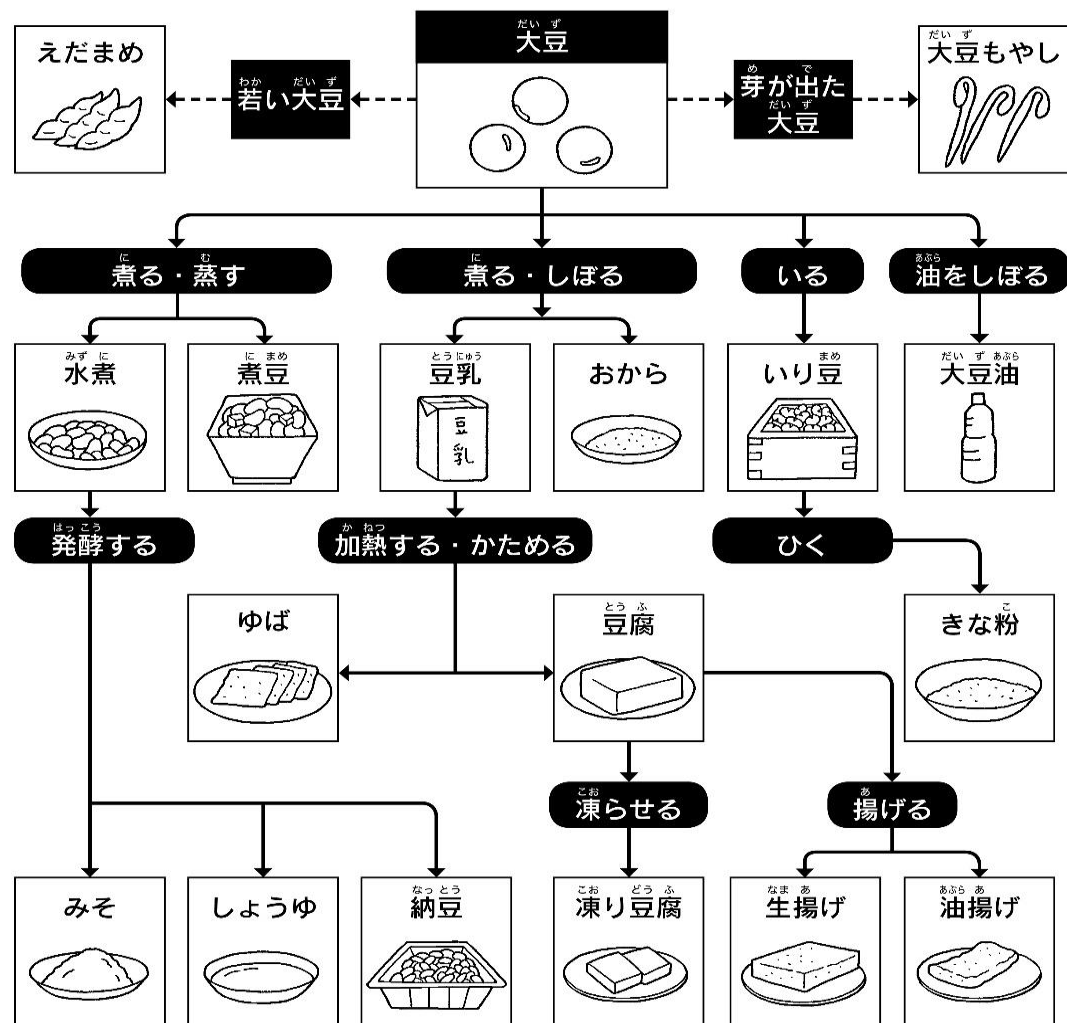 大豆
えだまめ
若い大豆
芽が出た
大豆
大豆もやし
煮る・蒸す
煮る・しぼる
いる
油をしぼる
水煮
煮豆
豆乳
豆
乳
おから
いり豆
大豆油
発酵する
加熱する・かためる
ひく
ゆば
豆腐
きな粉
凍らせる
揚げる
みそ
しょうゆ
納豆
凍り豆腐
生揚げ
油揚げ